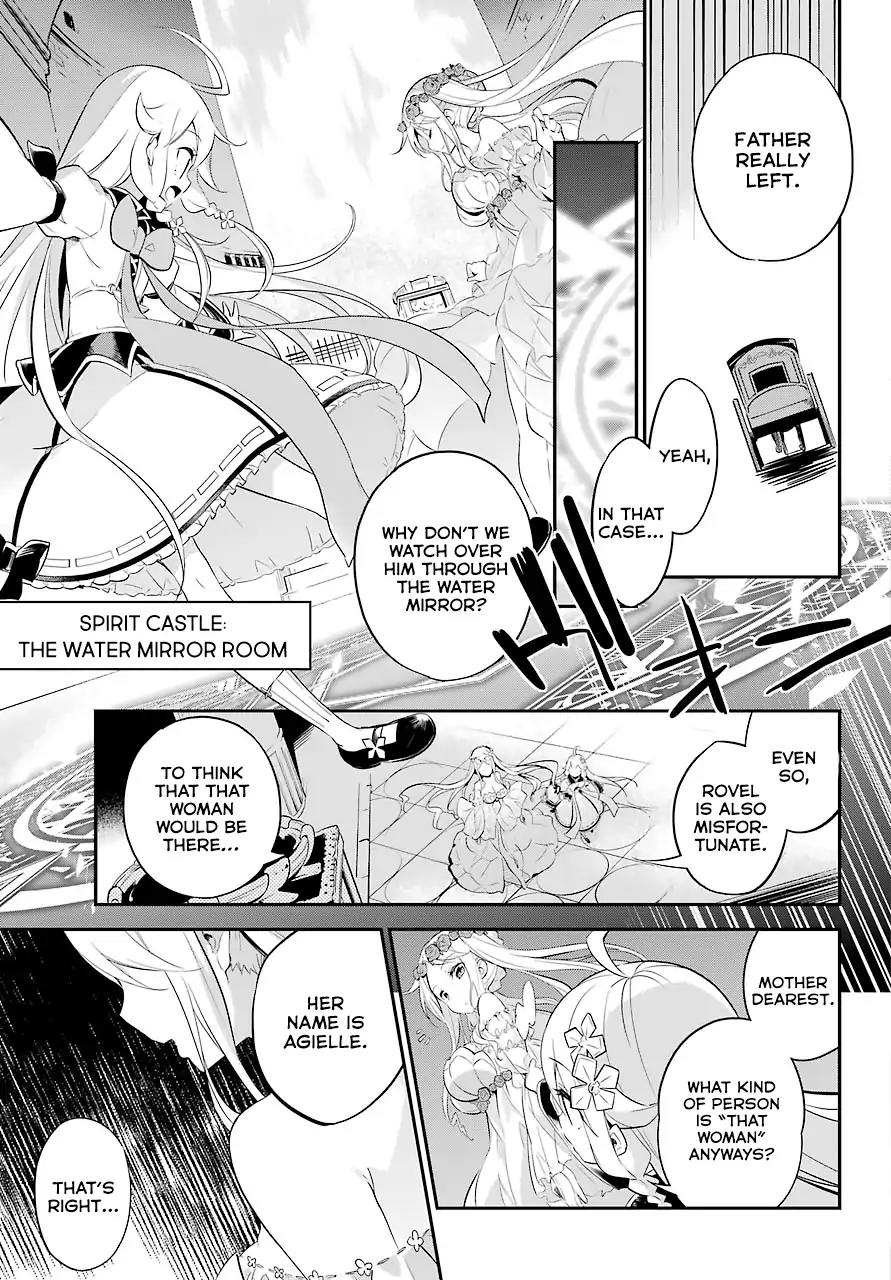 FATHER
REALLY
LEFT.
YEAH,
IN THAT
CASE...
WHY DON'T WE
WATCH OVER
HIM THROUGH
THE WATER
MIRROR?
SPIRIT CASTLE:
THE WATER MIRROR ROOM
EVEN
SO,
ROVEL
IS ALSO
MISFOR-
TUNATE.
TO THINK
THAT THAT
WOMAN
WOULD BE
THERE...
MOTHER
DEAREST.
WHAT KIND
OF PERSON
IS "THAT
WOMAN"
ANYWAYS?
HER
NAME IS
AGIELLE.
THAT'S
RIGHT...